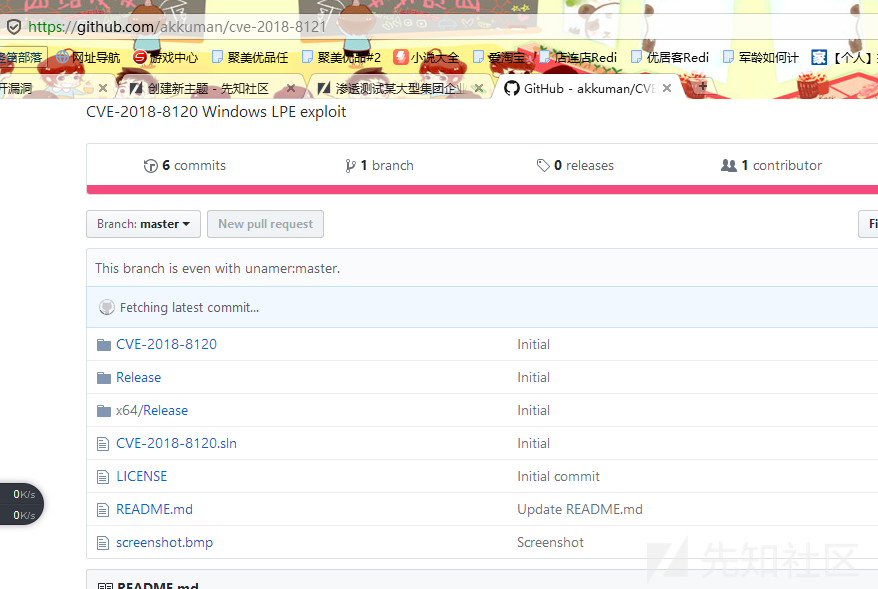 https://github.com/akkuman/cve-2018-8121
网址导航 游戏中心 聚美优品任 聚美优品#2 小说大全 爱淘宝 店连店Redi 优居客Redi 军龄如何计 【个人】
开漏洞 创建新主题 - 先知社区 渗透测试某大型集团企业 GitHub - akkuman/CVE
CVE-2018-8120 Windows LPE exploit
6 commits 1 branch 0 releases 1 contributor
Branch: master New pull request Fi
This branch is even with unamer:master.
Fetching latest commit...
CVE-2018-8120 Initial
Release Initial
x64/Release Initial
CVE-2018-8120.sln Initial
LICENSE Initial commit
README.md Update README.md
screenshot.bmp Screenshot
0K/s
0K/s
README.md
先知社区